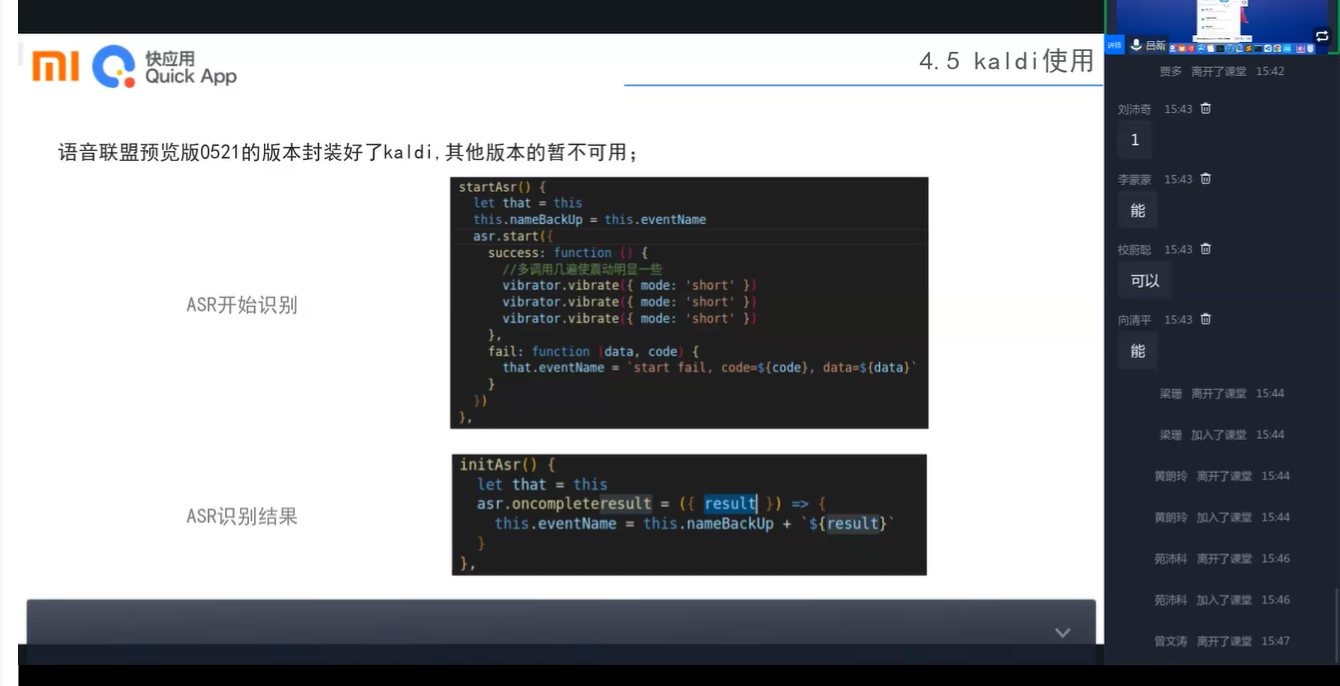 快应用
Quick App
4.5 kaldi使用
语音联盟预览版0521的版本封装好了kaldi,其他版本的暂不可用;
ASR开始识别
startAsr() {
let that = this
this.nameBackUp = this.eventName
asr.start({
success: function () {
//多调用几遍使震动明显一些
vibrator.vibrate({ mode: 'short' })
vibrator.vibrate({ mode: 'short' })
vibrator.vibrate({ mode: 'short' })
},
fail: function (data, code) {
that.eventName = `start fail, code=${code}, data=${data}`
}
})
},
ASR识别结果
initAsr() {
let that = this
asr.oncompleteresult = ({ result }) => {
this.eventName = this.nameBackUp + `${result}`
}
},
吕新
贾多 离开了课堂 15:42
刘沛奇 15:43
1
李蒙蒙 15:43
能
校蔚聪 15:43
可以
向清平 15:43
能
梁珊 离开了课堂 15:44
梁珊 加入了课堂 15:44
黄朗玲 离开了课堂 15:44
黄朗玲 加入了课堂 15:44
苑沛科 离开了课堂 15:46
苑沛科 加入了课堂 15:46
曾文涛 离开了课堂 15:47